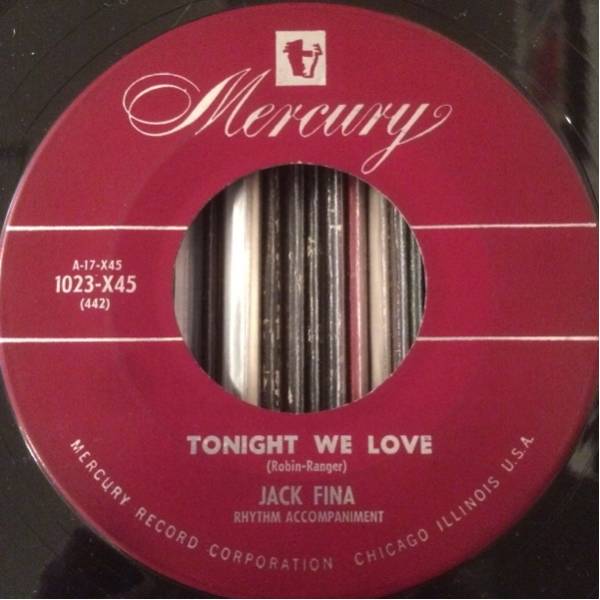 Mercury
A-17-X45
1023-X45
(442)
TONIGHT WE LOVE
(Robin-Ranger)
JACK FINA
RHYTHM ACCOMPANIMENT
MERCURY RECORD CORPORATION CHICAGO ILLINOIS U.S.A.